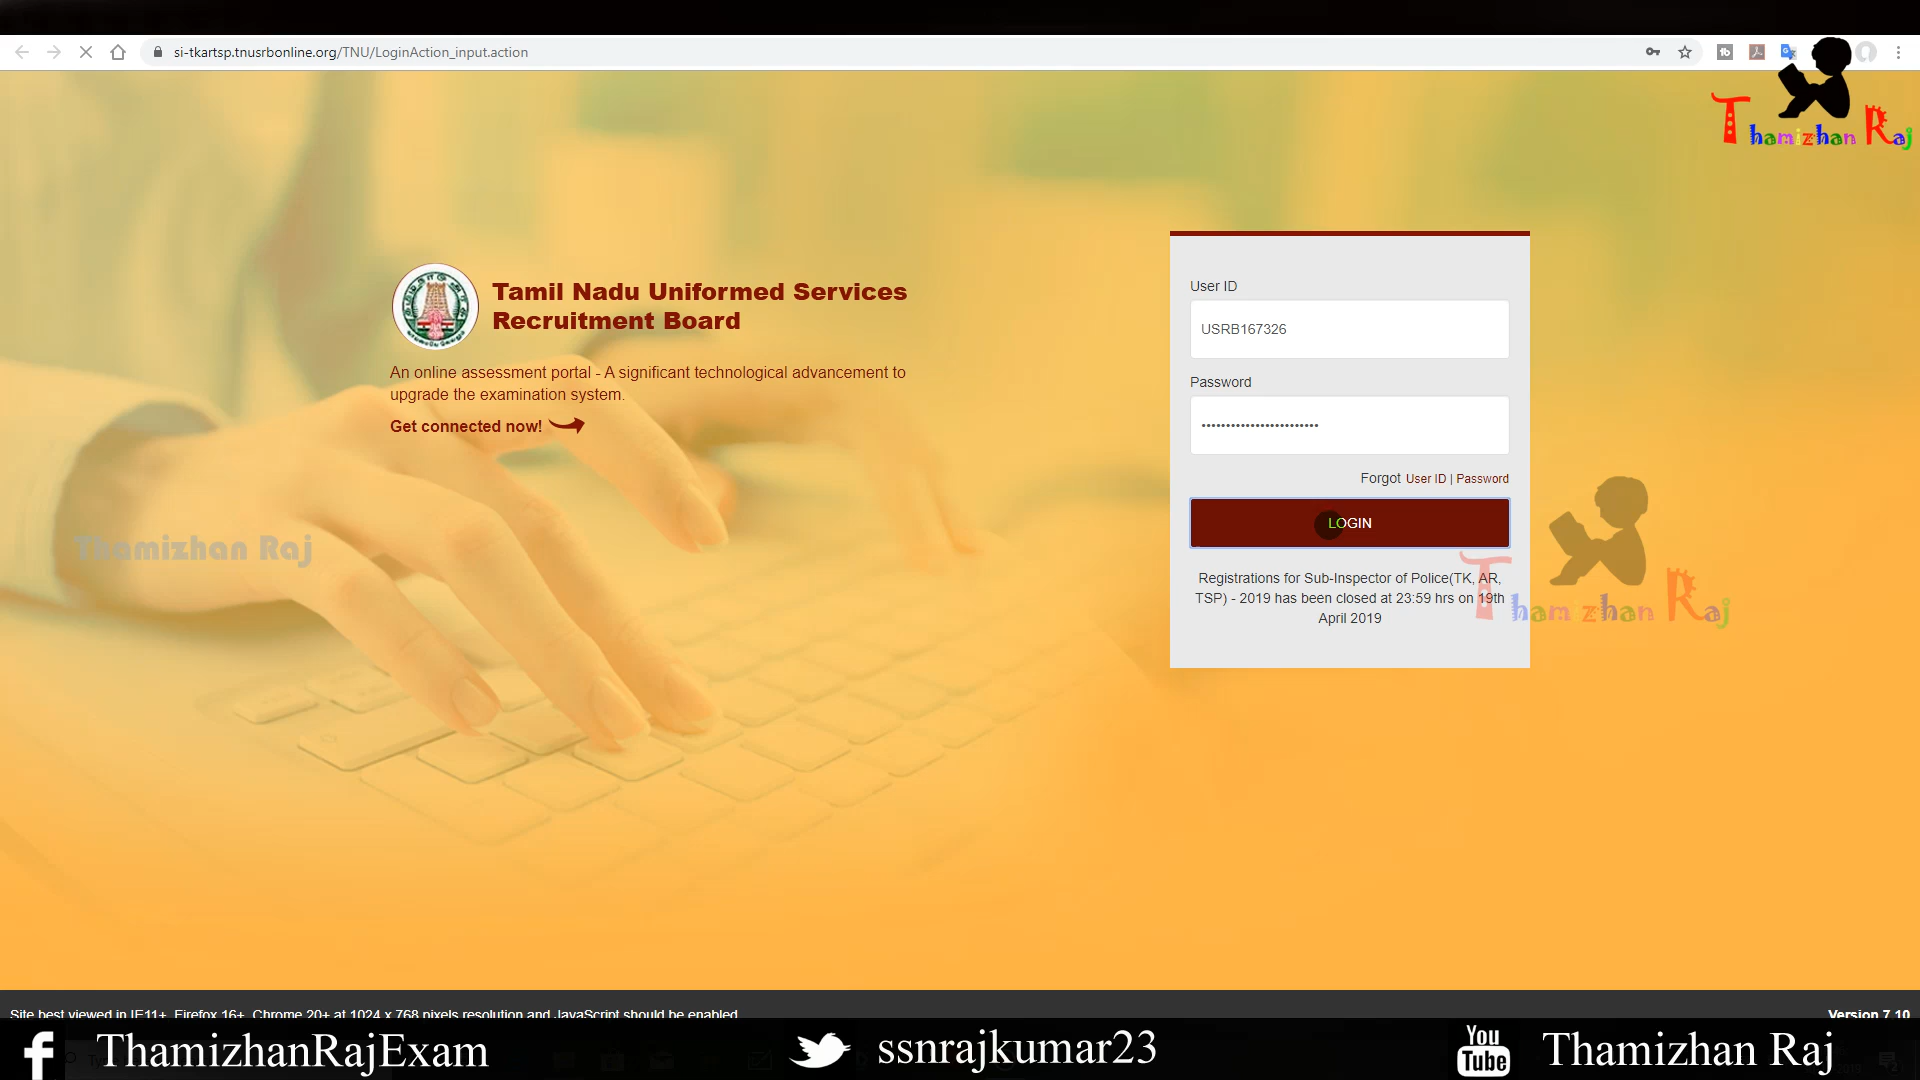 si-tkartsp.tnusrbonline.org/TNU/LoginAction_input.action
Thamizhan Raj
Tamil Nadu Uniformed Services
Recruitment Board
An online assessment portal - A significant technological advancement to
upgrade the examination system.
Get connected now!
User ID
USRB167326
Password
Forgot User ID | Password
LOGIN
Registrations for Sub-Inspector of Police(TK, AR,
TSP) - 2019 has been closed at 23:59 hrs on 19th
April 2019
Thamizhan Raj
Thamizhan Raj
Site best viewed in IE11+, Firefox 16+, Chrome 20+ at 1024 x 768 pixels resolution and JavaScript should be enabled
Version 7.10
ThamizhanRajExam
ssnrajkumar23
You
Tube
Thamizhan Raj